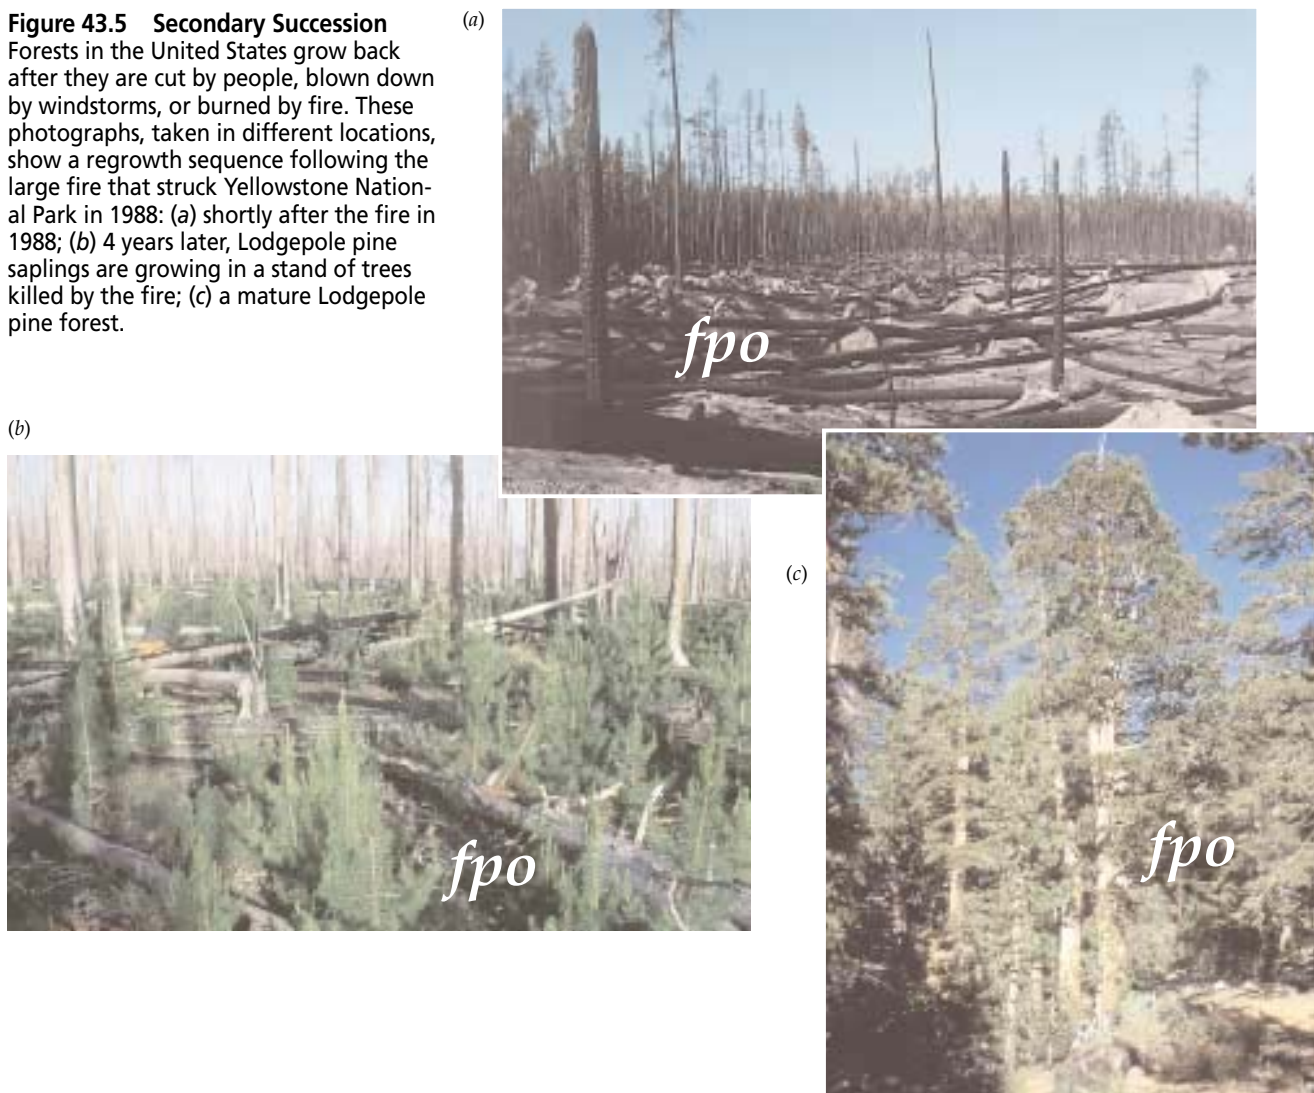 Figure 43.5 Secondary Succession
Forests in the United States grow back
after they are cut by people, blown down
by windstorms, or burned by fire. These
photographs, taken in different locations,
show a regrowth sequence following the
large fire that struck Yellowstone Nation-
al Park in 1988: (a) shortly after the fire in
1988; (b) 4 years later, Lodgepole pine
saplings are growing in a stand of trees
killed by the fire; (c) a mature Lodgepole
pine forest.
(a)
fpo
(b)
fpo
(c)
fpo